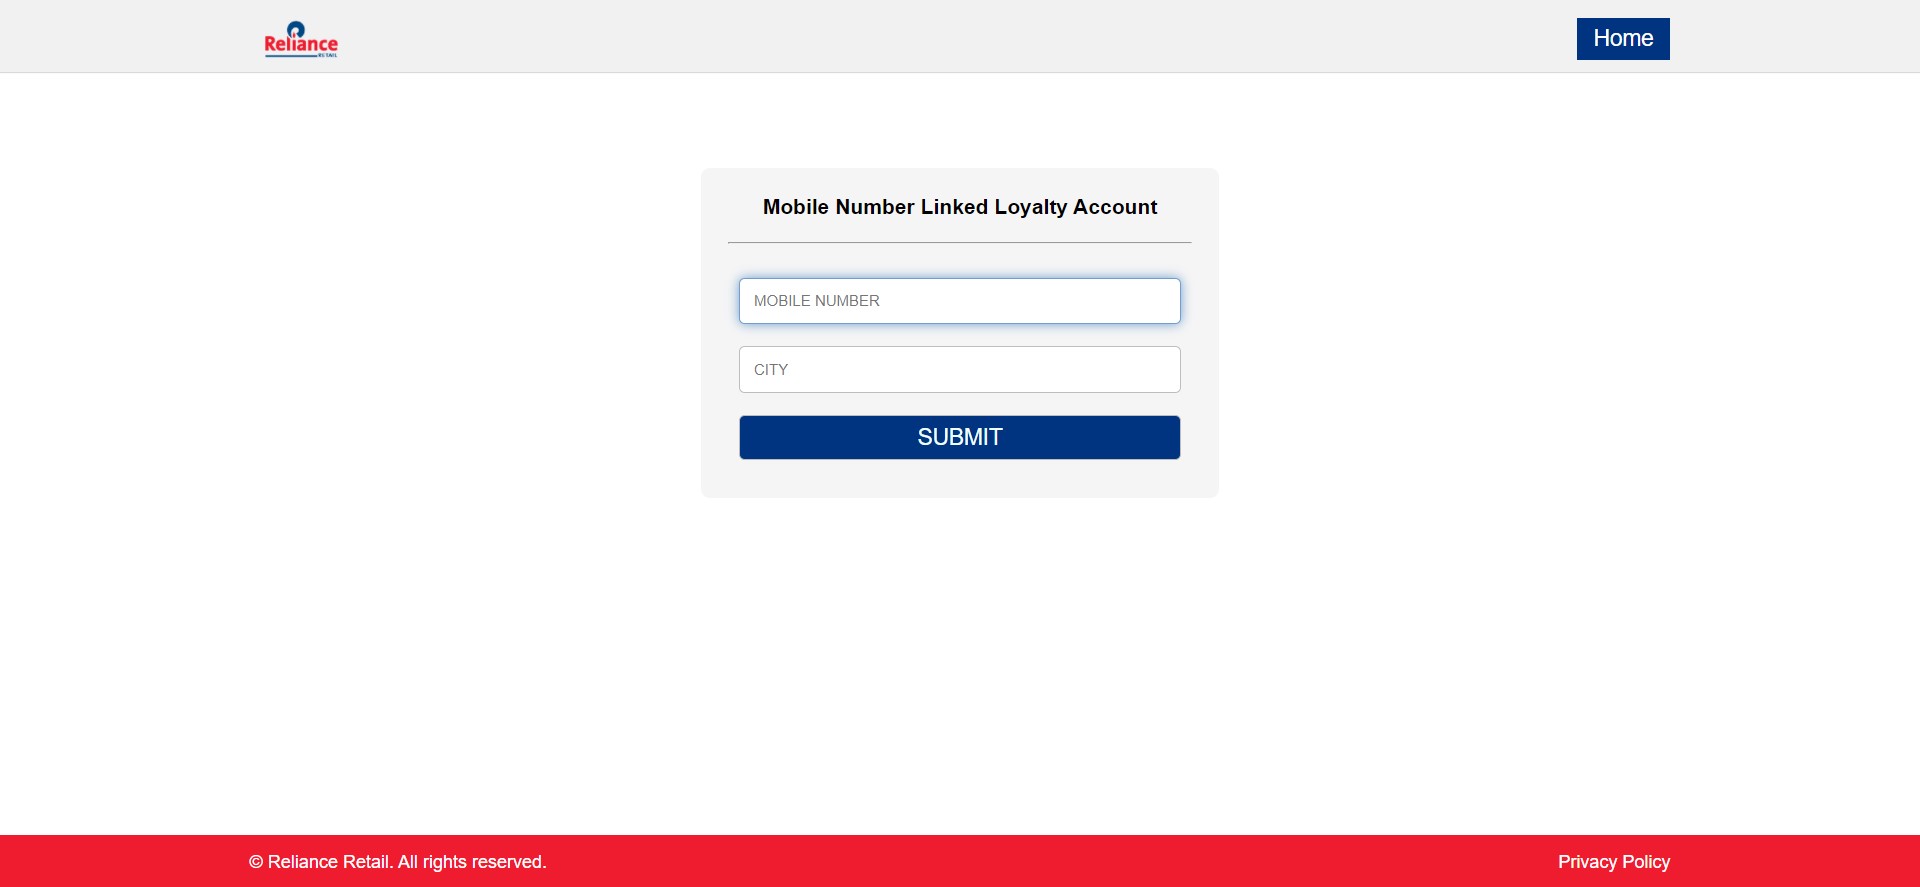 Reliance
RETAIL
Home
Mobile Number Linked Loyalty Account
MOBILE NUMBER
CITY
SUBMIT
© Reliance Retail. All rights reserved.
Privacy Policy